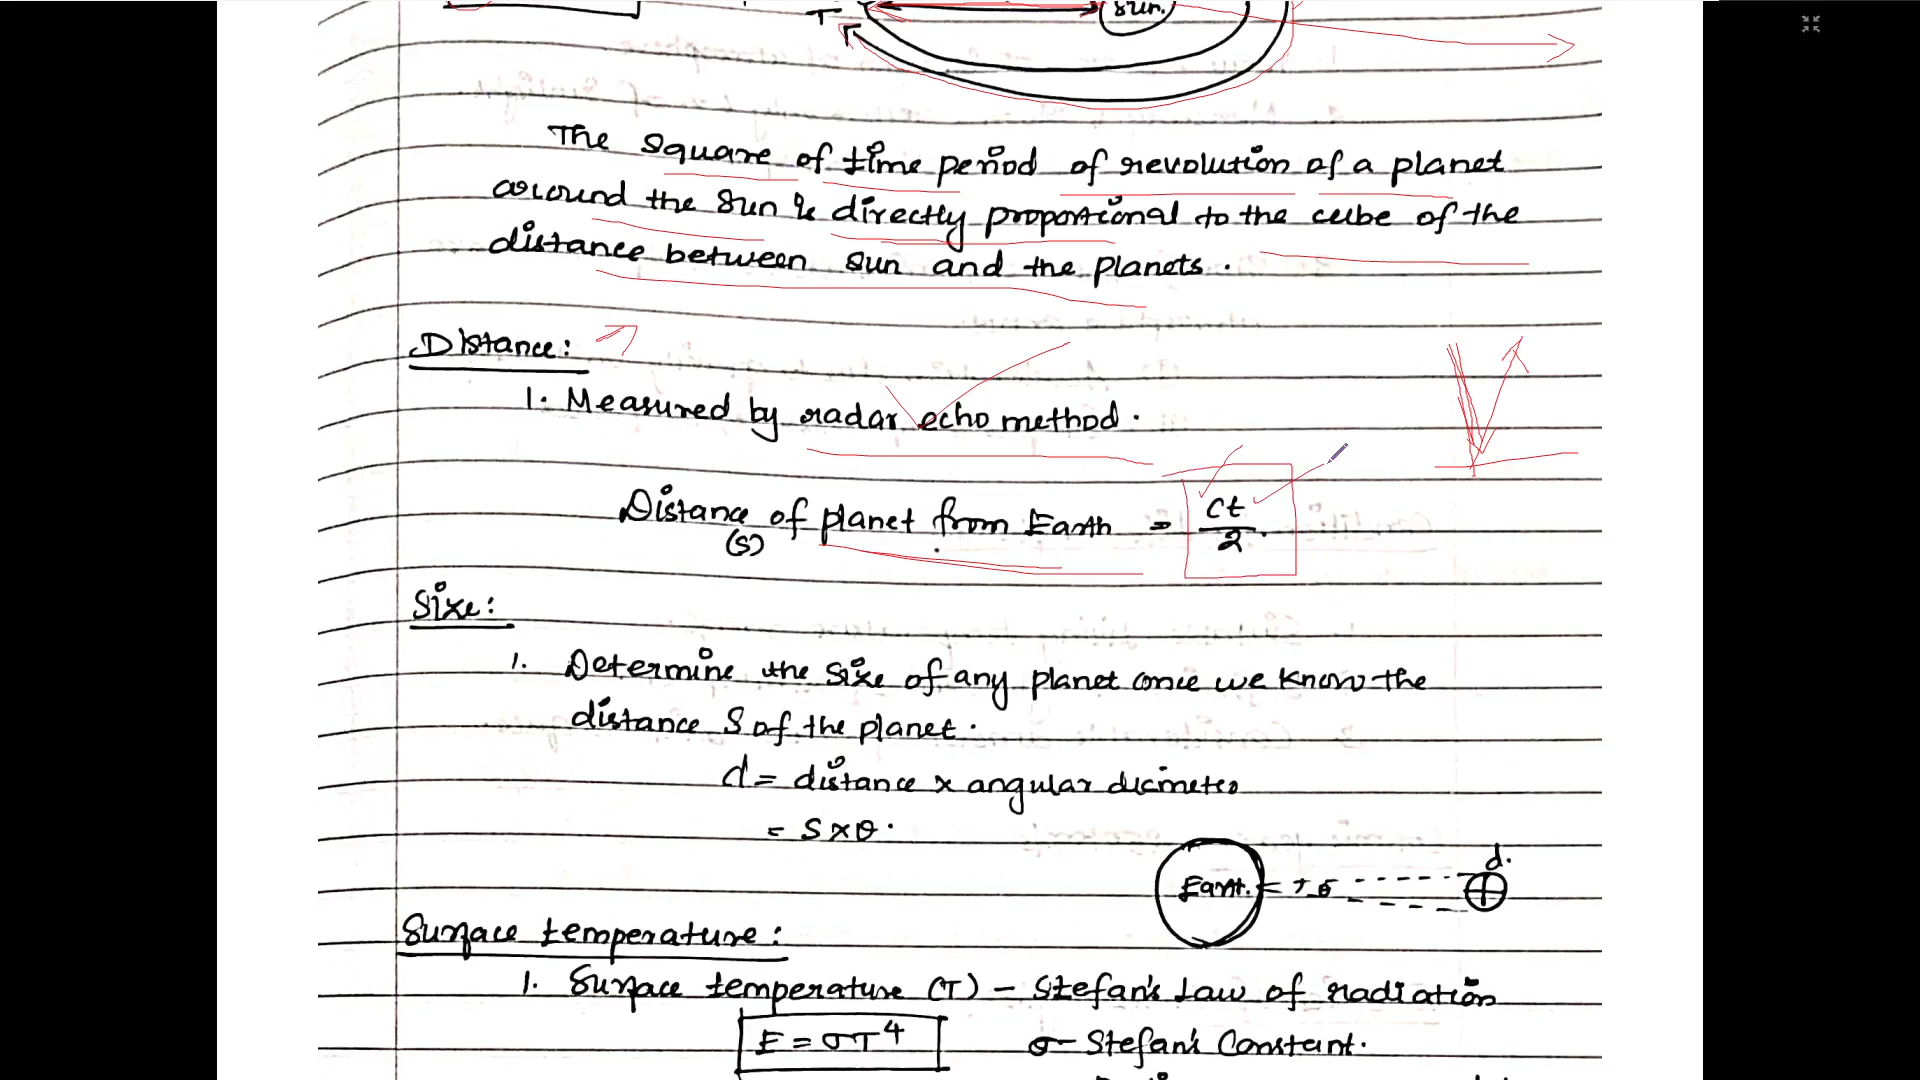 T
Sun.
The Square of time period of revolution of a planet
around the Sun is directly proportional to the cube of the
distance between sun and the planets.
Distance:
1. Measured by radar echo method.
Distance of planet from Earth = Ct
(S)
2
Size:
1. Determine the size of any planet once we know the
distance S of the planet.
d = distance x angular diameter
= S x θ.
d.
Earth. θ
Surface temperature:
1. Surface temperature (T) - Stefan's Law of radiation
E = σT⁴ σ - Stefan's Constant.